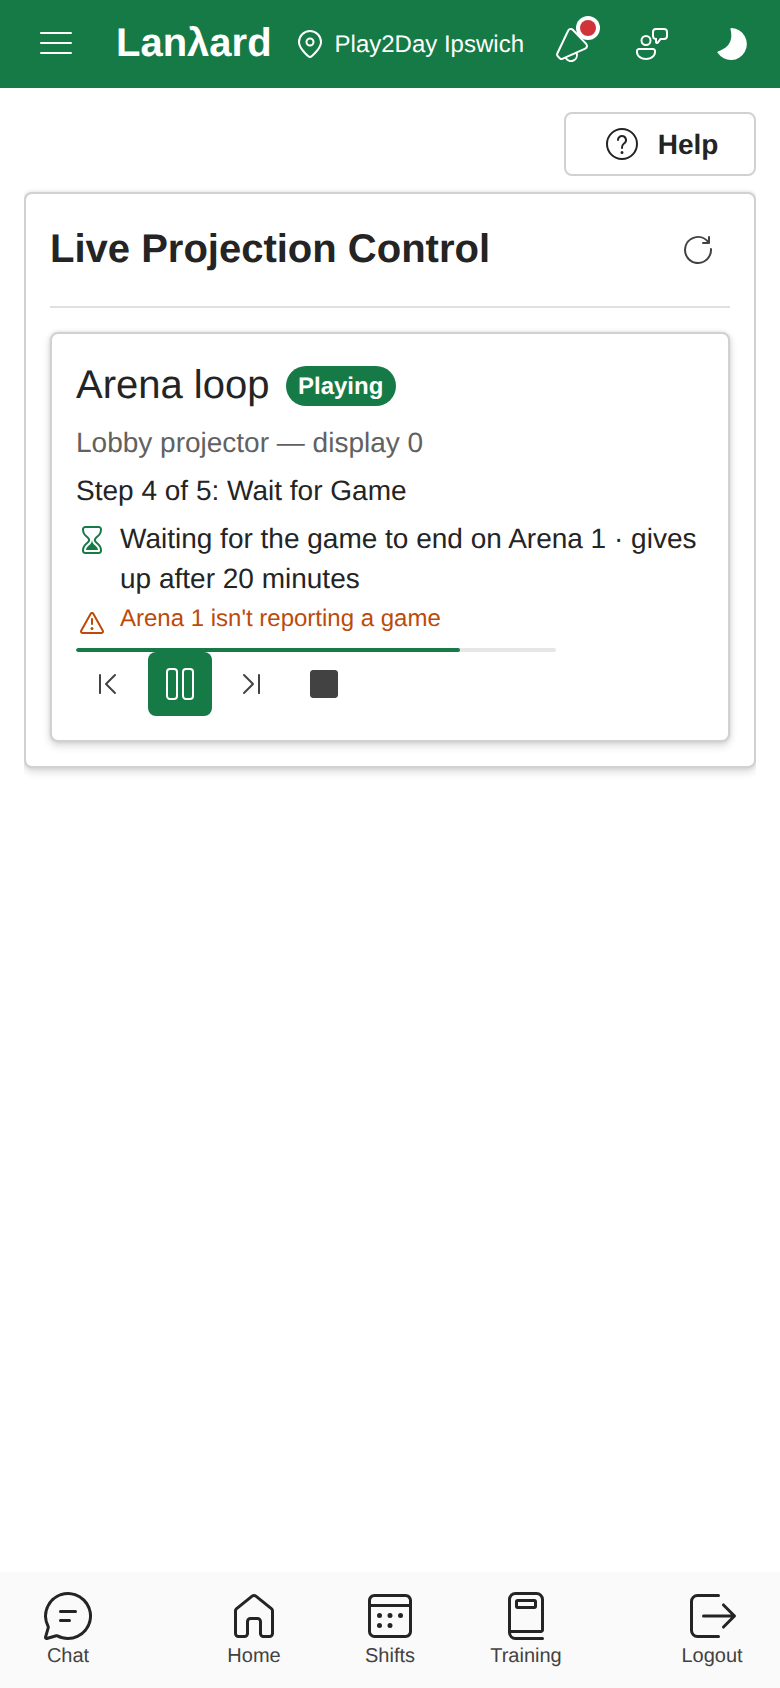 Lanλard
Play2Day Ipswich
Help
Live Projection Control
Arena loop
Playing
Lobby projector — display 0
Step 4 of 5: Wait for Game
Waiting for the game to end on Arena 1 · gives
up after 20 minutes
Arena 1 isn't reporting a game
Chat
Home
Shifts
Training
Logout